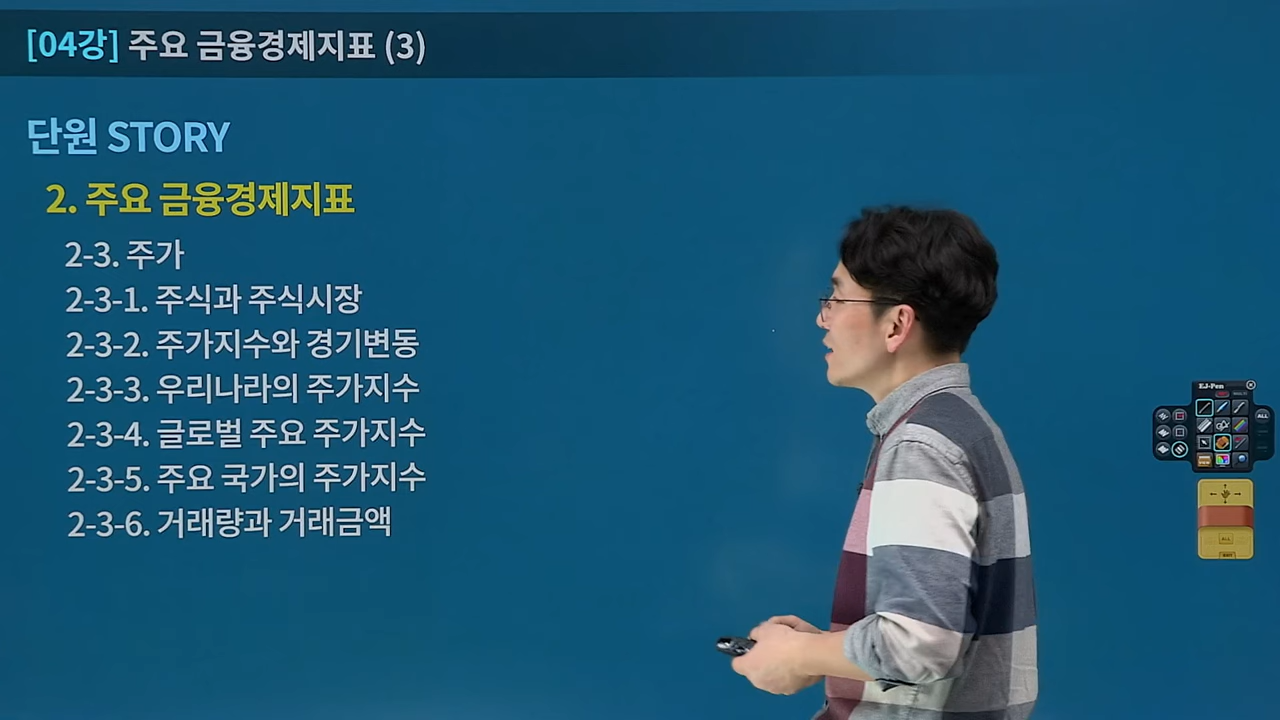 [04강] 주요 금융경제지표 (3)
단원 STORY
2. 주요 금융경제지표
2-3. 주가
2-3-1. 주식과 주식시장
2-3-2. 주가지수와 경기변동
2-3-3. 우리나라의 주가지수
2-3-4. 글로벌 주요 주가지수
2-3-5. 주요 국가의 주가지수
2-3-6. 거래량과 거래금액
EJ-Pen
ALL
ALL